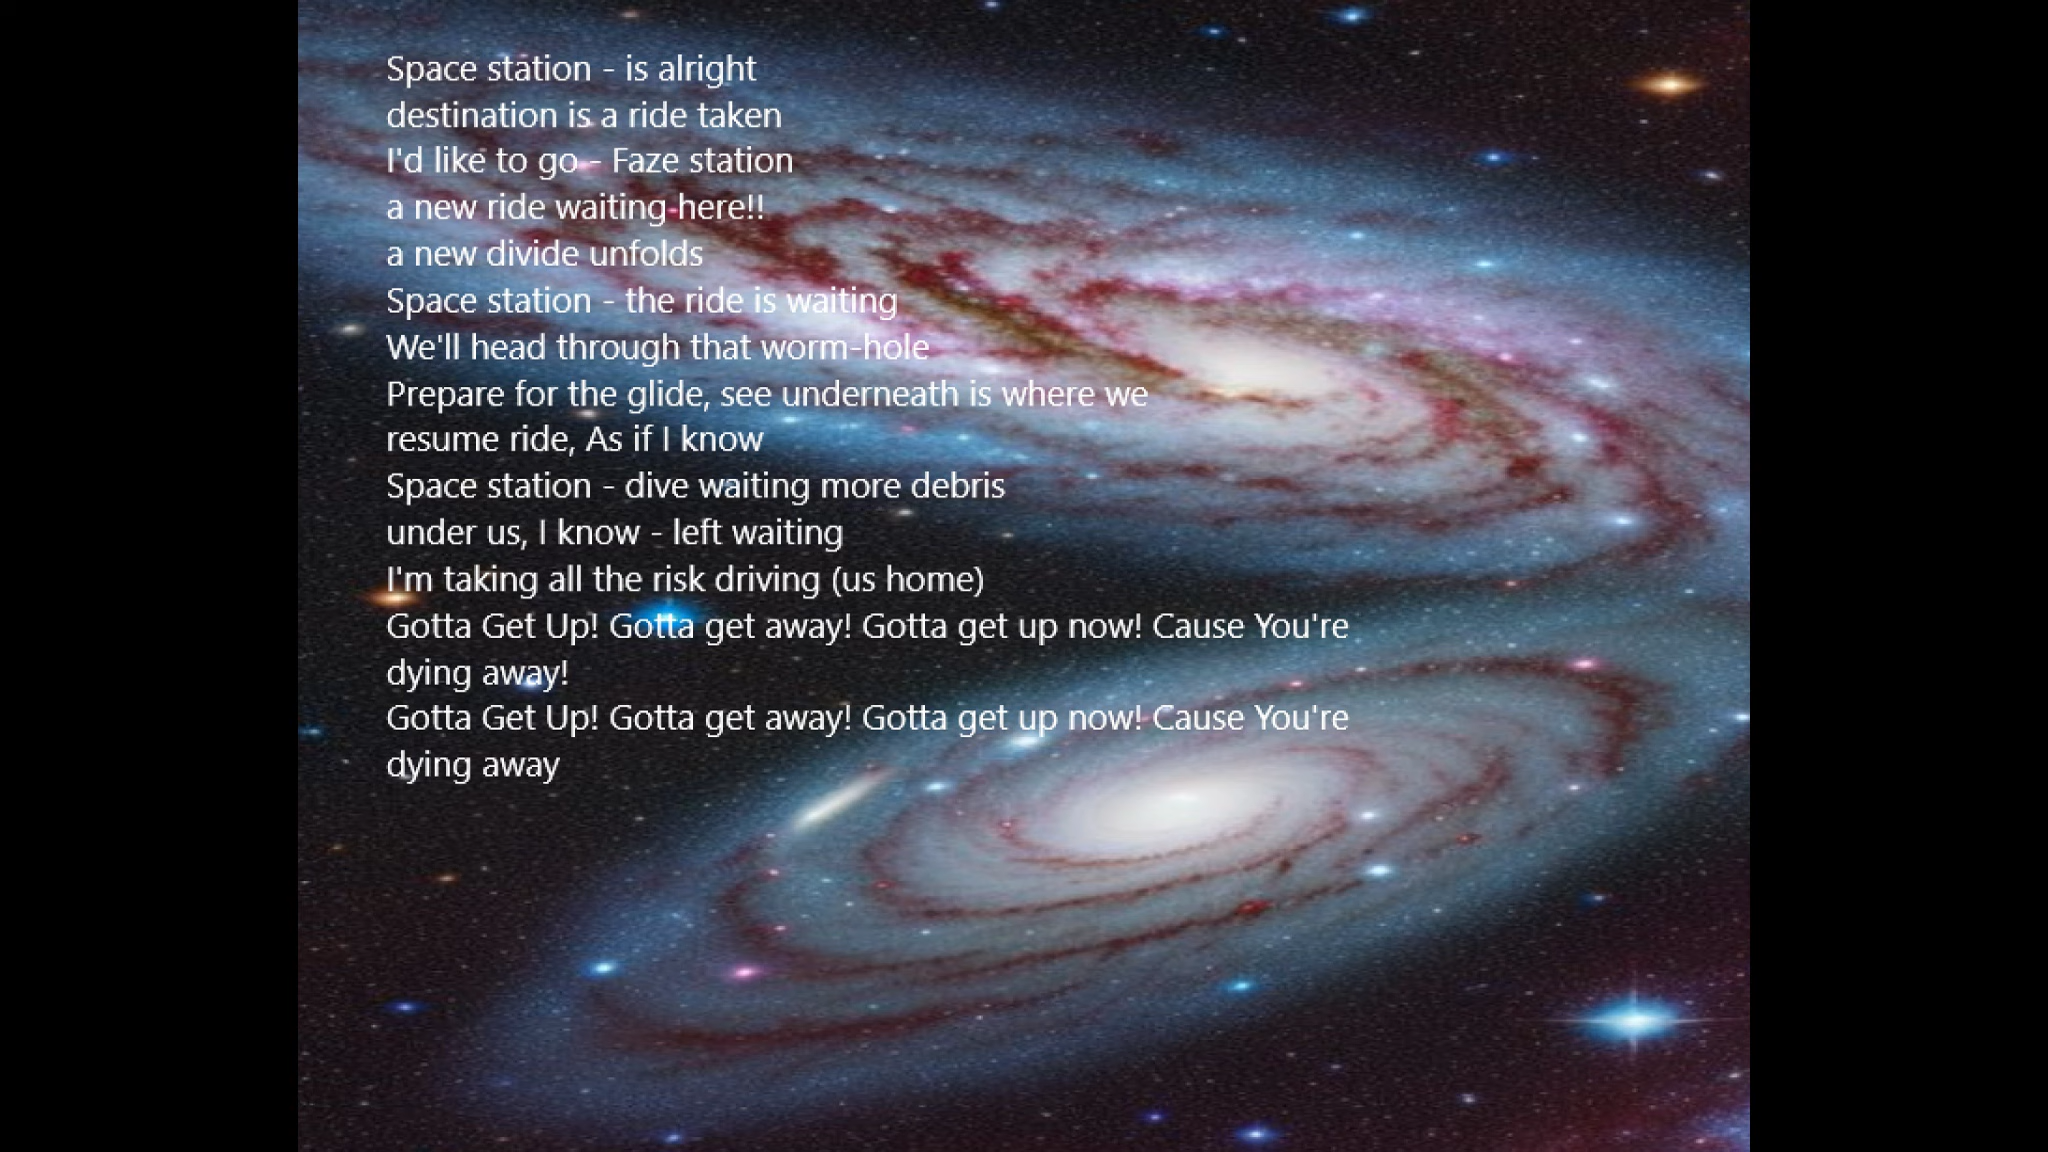 Space station - is alright
destination is a ride taken
I'd like to go - Faze station
a new ride waiting here!!
a new divide unfolds
Space station - the ride is waiting
We'll head through that worm-hole
Prepare for the glide, see underneath is where we
resume ride, As if I know
Space station - dive waiting more debris
under us, I know - left waiting
I'm taking all the risk driving (us home)
Gotta Get Up! Gotta get away! Gotta get up now! Cause You're
dying away!
Gotta Get Up! Gotta get away! Gotta get up now! Cause You're
dying away